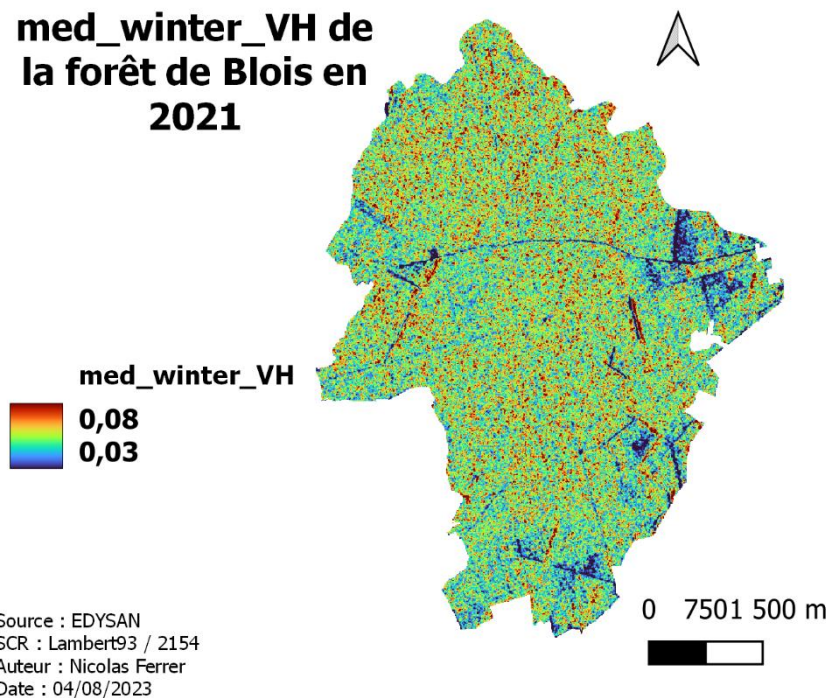 med_winter_VH de
la forêt de Blois en
2021
med_winter_VH
0,08
0,03
Source : EDYSAN
SCR : Lambert93 / 2154
Auteur : Nicolas Ferrer
Date : 04/08/2023
0 7501 500 m